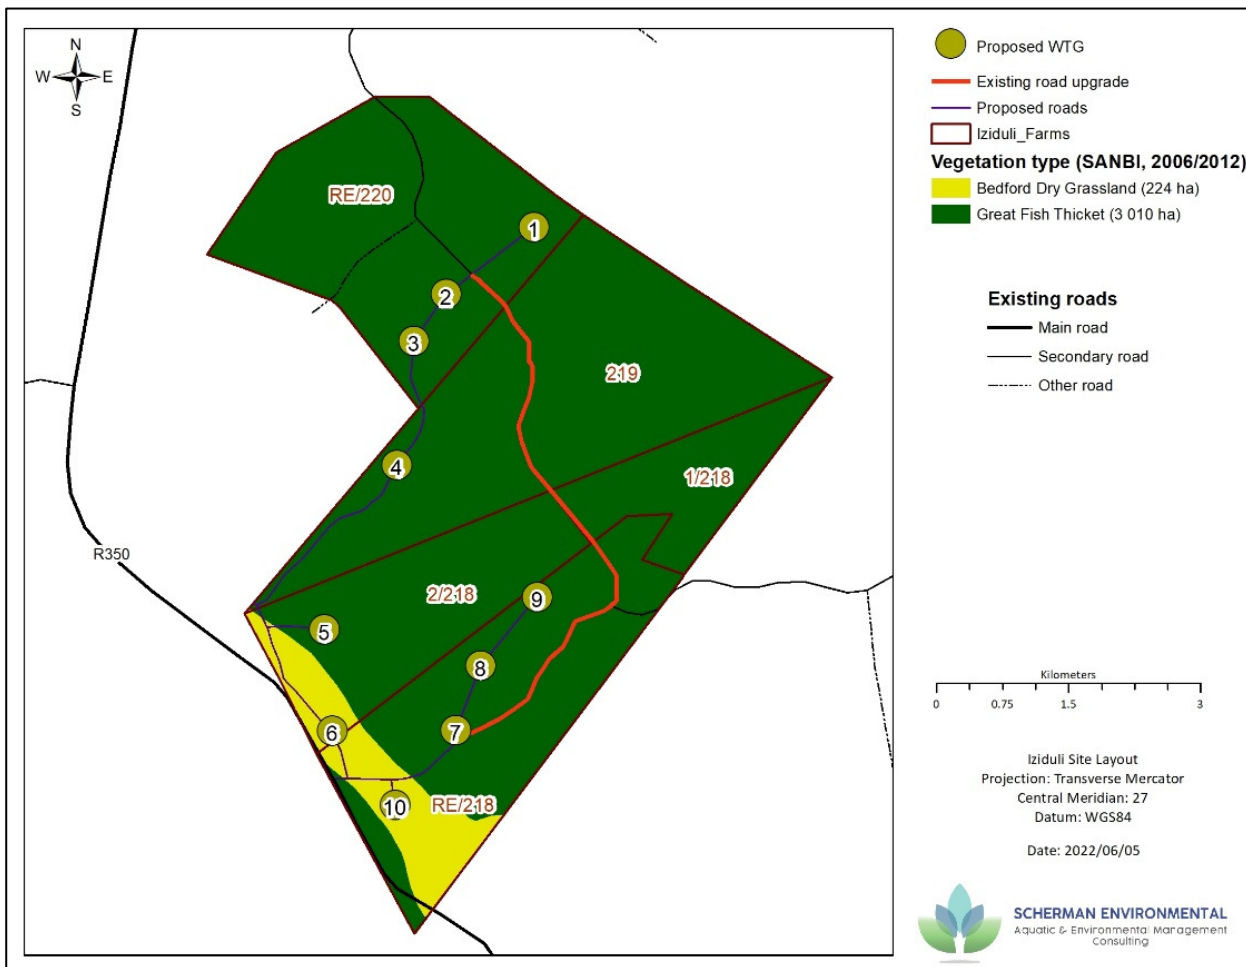 N
W E
S
RE/220
1
2
3
219
4
1/218
R350
2/218
9
5
8
6
7
10
RE/218
Proposed WTG
Existing road upgrade
Proposed roads
Iziduli_Farms
Vegetation type (SANBI, 2006/2012)
Bedford Dry Grassland (224 ha)
Great Fish Thicket (3 010 ha)
Existing roads
Main road
Secondary road
Other road
Kilometers
0 0.75 1.5 3
Iziduli Site Layout
Projection: Transverse Mercator
Central Meridian: 27
Datum: WGS84
Date: 2022/06/05
SCHERMAN ENVIRONMENTAL
Aquatic & Environmental Management
Consulting